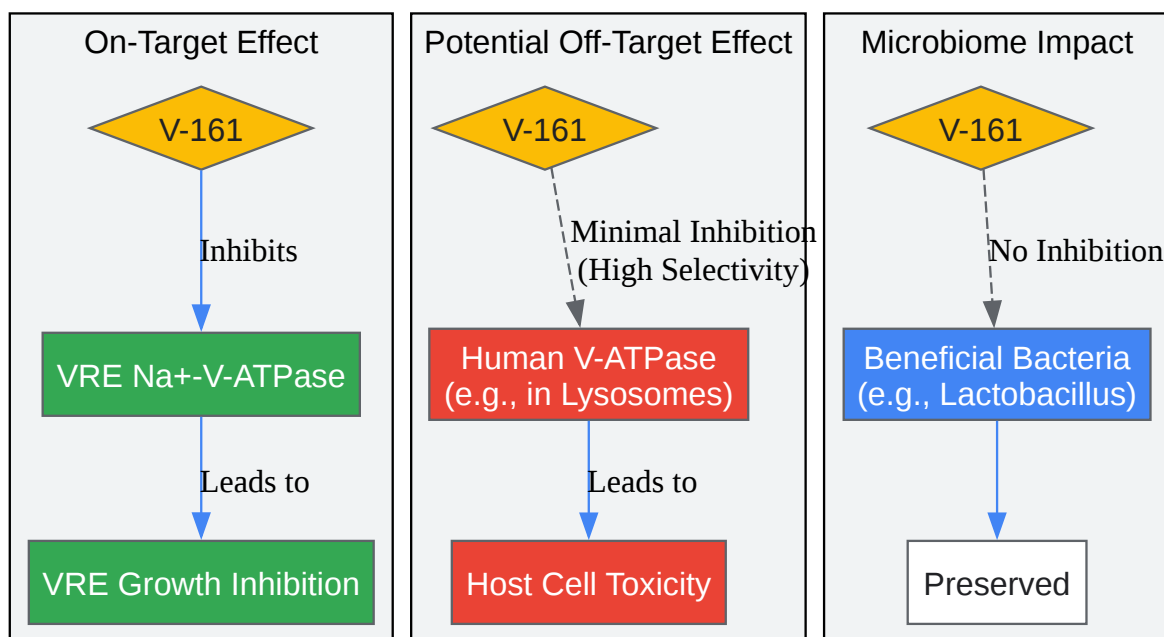 On-Target Effect
V-161
Inhibits
VRE Na+-V-ATPase
Leads to
VRE Growth Inhibition
Potential Off-Target Effect
V-161
Minimal Inhibition
(High Selectivity)
Human V-ATPase
(e.g., in Lysosomes)
Leads to
Host Cell Toxicity
Microbiome Impact
V-161
No Inhibition
Beneficial Bacteria
(e.g., Lactobacillus)
Preserved